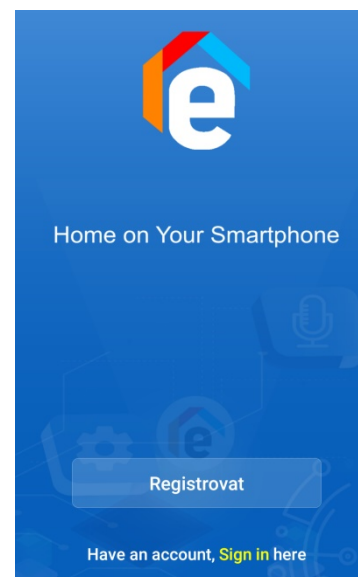 e
Home on Your Smartphone
e
Registrovat
Have an account, Sign in here